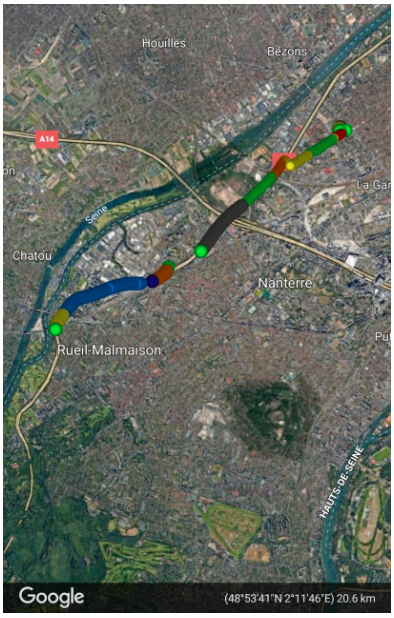 Houilles
Bezons
A14
on
La Gar
Seine
Chatou
Nanterre
Put
Rueil-Malmaison
HAUTS-DE-SEINE
Google
(48°53'41"N 2°11'46"E) 20.6 km